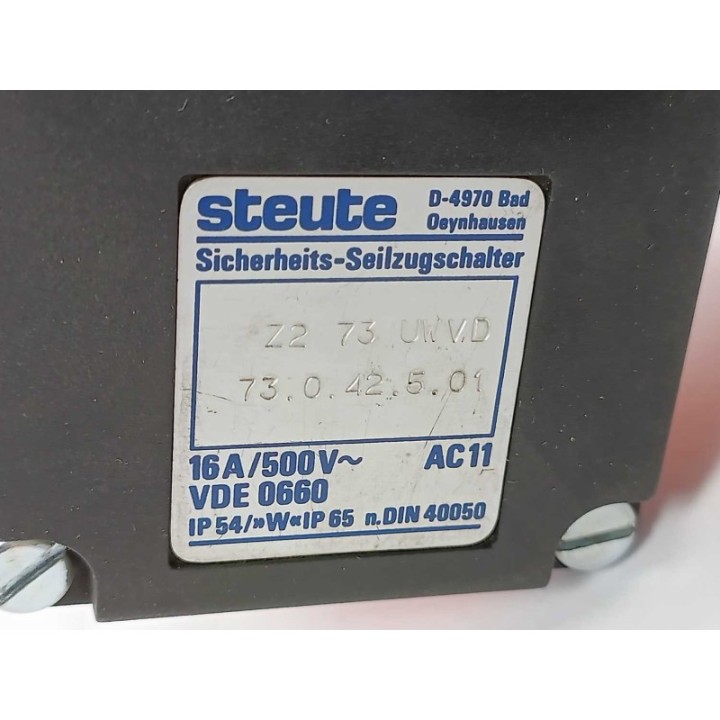 steute
D-4970 Bad
Oeynhausen
Sicherheits-Seilzugschalter
Z2 73 UWV.D
73.0.42.5.01
16A/500V~ AC11
VDE 0660
IP 54/»W«IP 65 n.DIN 40050